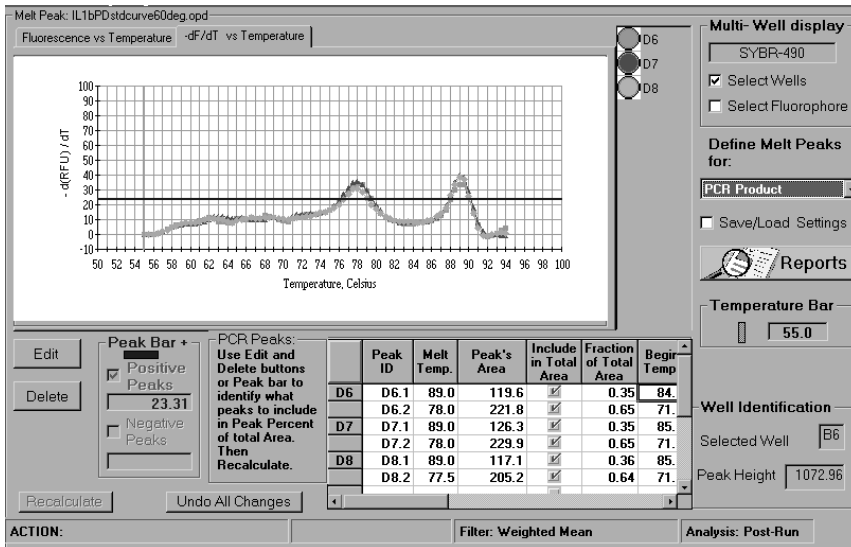 Melt Peak: IL1bPDstdcurve60deg.opd
Fluorescence vs Temperature
-dF/dT vs Temperature
D6
D7
D8
- d(RFU) / dT
100
90
80
70
60
50
40
30
20
10
0
-10
50 52 54 56 58 60 62 64 66 68 70 72 74 76 78 80 82 84 86 88 90 92 94 96 98 100
Temperature, Celsius
Multi- Well display
SYBR-490
Select Wells
Select Fluorophore
Define Melt Peaks
for:
PCR Product
Save/Load Settings
Reports
Temperature Bar
55.0
Edit
Delete
Peak Bar +
Positive
Peaks
23.31
Negative
Peaks
Recalculate
Undo All Changes
PCR Peaks:
Use Edit and
Delete buttons
or Peak bar to
identify what
peaks to include
in Peak Percent
of total Area.
Then
Recalculate.
Peak ID Melt Temp. Peak's Area Include in Total Area Fraction of Total Area Begin Temp
D6 D6.1 89.0 119.6 0.35 84.
D6.2 78.0 221.8 0.65 71.
D7 D7.1 89.0 126.3 0.35 85.
D7.2 78.0 229.9 0.65 71.
D8 D8.1 89.0 117.1 0.36 85.
D8.2 77.5 205.2 0.64 71.
Well Identification
Selected Well B6
Peak Height 1072.96
ACTION:
Filter: Weighted Mean
Analysis: Post-Run